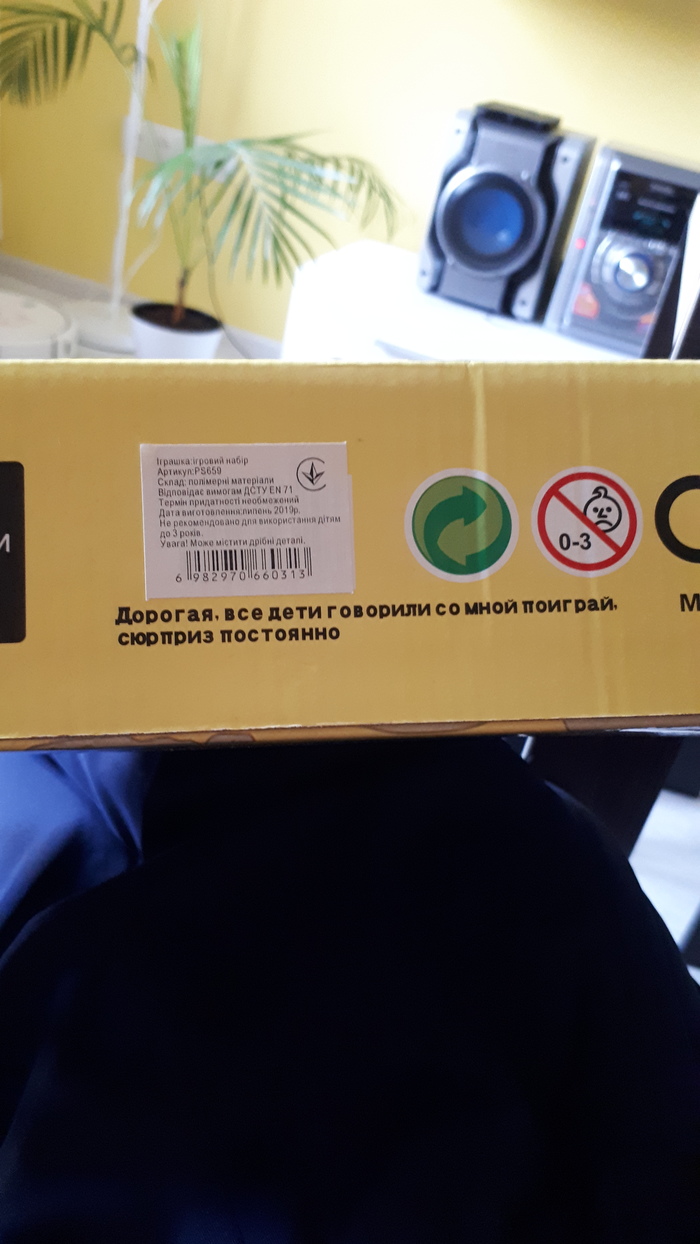 Іграшка:ігровий набір
Артикул:PS659
Склад: полімерні матеріали
Відповідає вимогам ДСТУ EN 71
Термін придатності необмежений
Дата виготовлення:липень 2019р.
Не рекомендовано для використання дітям
до 3 років.
Увага! Може містити дрібні деталі.
6 982970 660313
0-3
Дорогая, все дети говорили со мной поиграй,
сюрприз постоянно